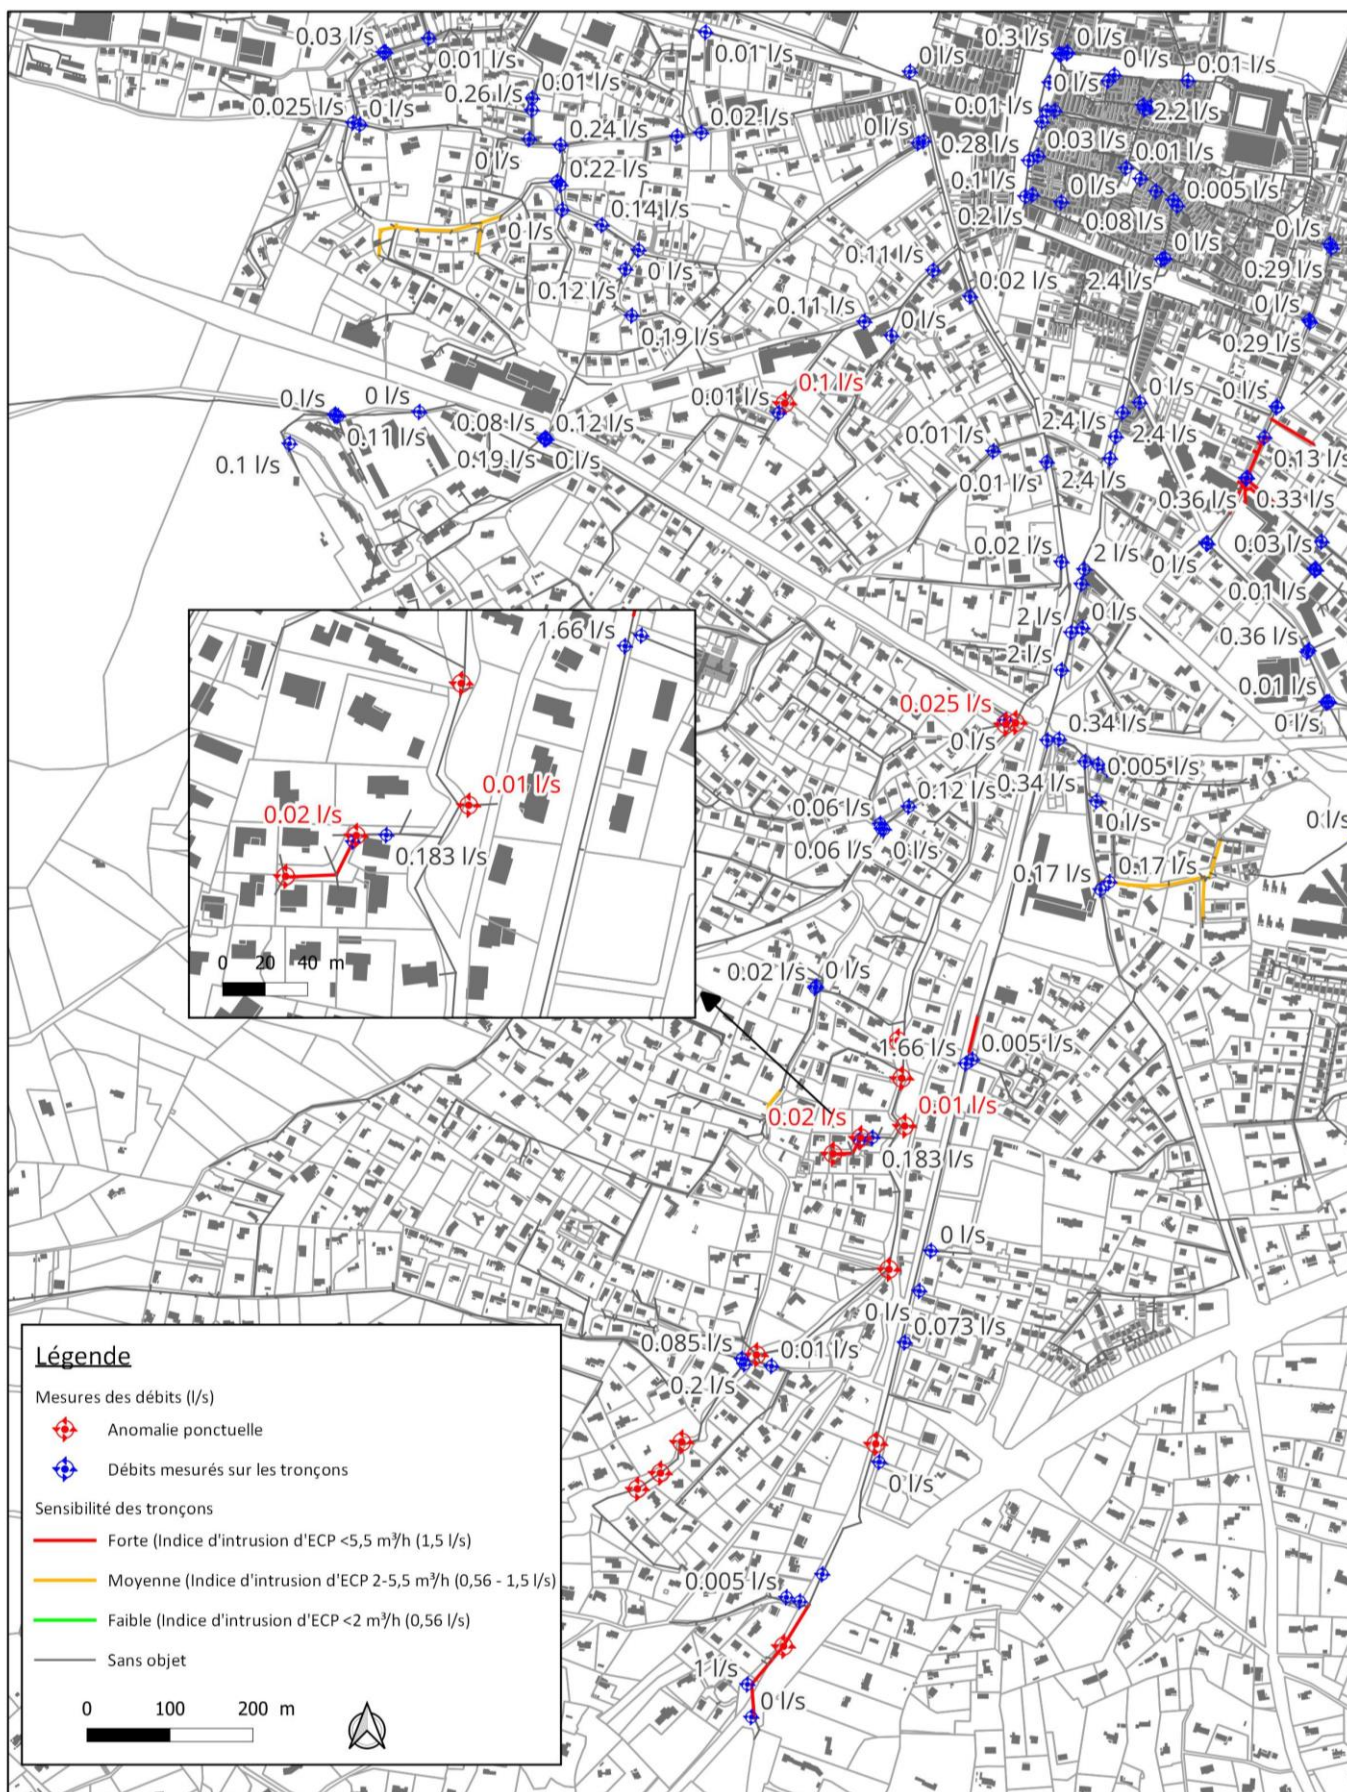 0.03 l/s
0.01 l/s
0.01 l/s
0 l/s
0.3 l/s
0 l/s
0.01 l/s
0.26 l/s
0 l/s
0.01 l/s
0.025 l/s
0 l/s
0.24 l/s
0.02 l/s
0 l/s
0.01 l/s
2.2 l/s
0.28 l/s
0.03 l/s
0.01 l/s
0 l/s
0.22 l/s
0.1 l/s
0 l/s
0.005 l/s
0.14 l/s
0 l/s
0.2 l/s
0.08 l/s
0 l/s
0.11 l/s
0 l/s
0.12 l/s
0.02 l/s
2.4 l/s
0.29 l/s
0 l/s
0.11 l/s
0 l/s
0.19 l/s
0.29 l/s
0.1 l/s
0.01 l/s
0 l/s
0 l/s
0 l/s
0 l/s
0.11 l/s
0.08 l/s
0.12 l/s
2.4 l/s
2.4 l/s
0.1 l/s
0.19 l/s
0 l/s
0.01 l/s
0.01 l/s
2.4 l/s
0.13 l/s
0.36 l/s
0.33 l/s
0.02 l/s
2 l/s
0 l/s
0.03 l/s
0.01 l/s
0 l/s
2 l/s
2 l/s
0.36 l/s
0.01 l/s
0 l/s
0.025 l/s
0 l/s
0.34 l/s
0.005 l/s
0.34 l/s
0.12 l/s
0.06 l/s
0.06 l/s
0 l/s
0 l/s
0 l/s
0.17 l/s
0.17 l/s
1.66 l/s
0.01 l/s
0.02 l/s
0.183 l/s
0 20 40 m
0.02 l/s
0 l/s
1.66 l/s
0.005 l/s
0.02 l/s
0.01 l/s
0.183 l/s
0 l/s
0 l/s
0.073 l/s
0.085 l/s
0.01 l/s
0.2 l/s
0 l/s
0.005 l/s
1 l/s
0 l/s
Légende
Mesures des débits (l/s)
Anomalie ponctuelle
Débits mesurés sur les tronçons
Sensibilité des tronçons
Forte (Indice d'intrusion d'ECP <5,5 m³/h (1,5 l/s)
Moyenne (Indice d'intrusion d'ECP 2-5,5 m³/h (0,56 - 1,5 l/s)
Faible (Indice d'intrusion d'ECP <2 m³/h (0,56 l/s)
Sans objet
0 100 200 m